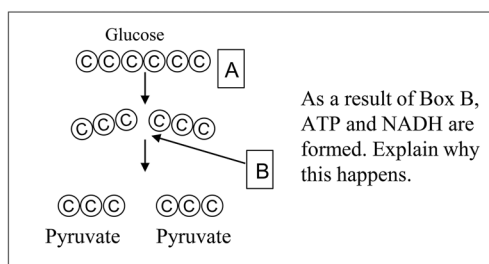 Glucose
C C C C C C
A
C C C C C C
As a result of Box B,
ATP and NADH are
formed. Explain why
this happens.
B
C C C C C C
Pyruvate Pyruvate